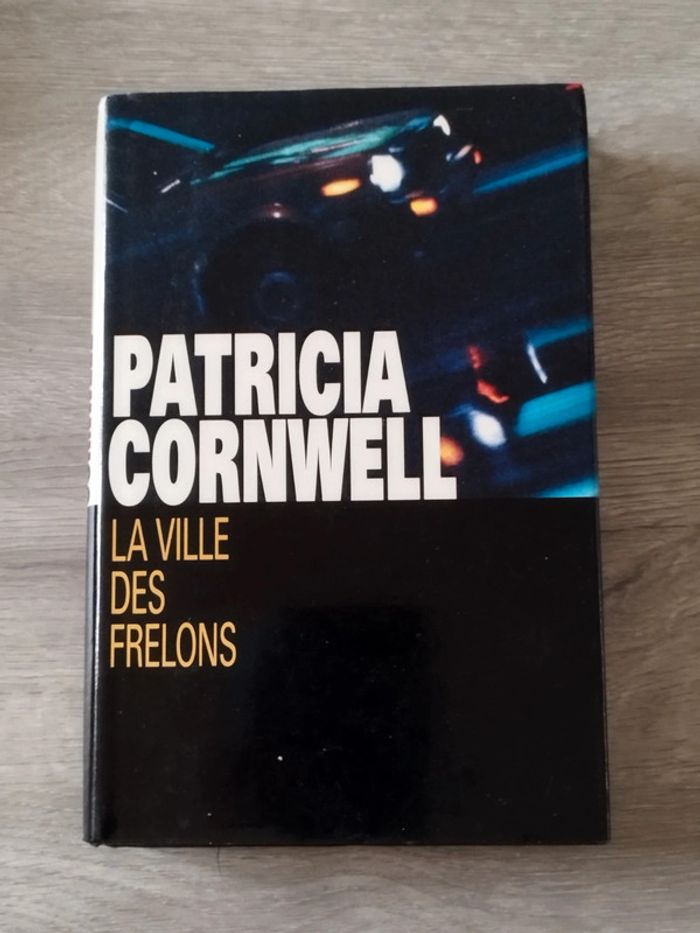 PATRICIA
CORNWELL
LA VILLE
DES
FRELONS